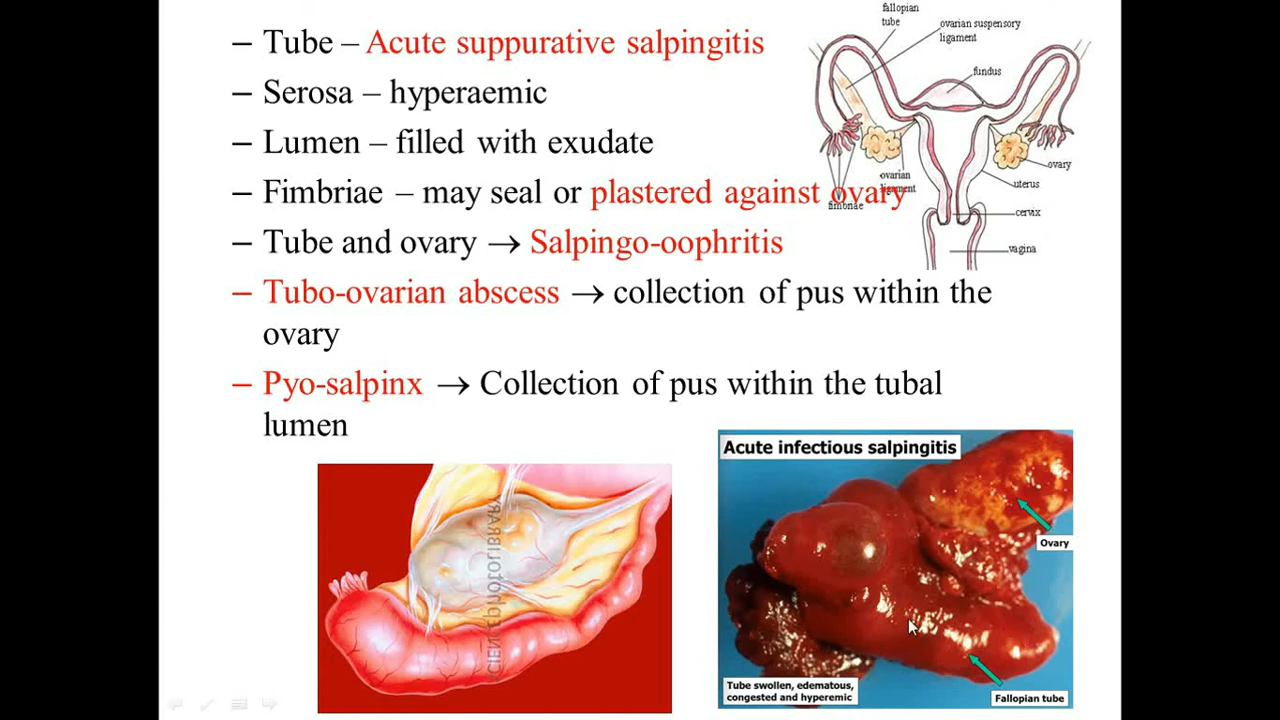 – Tube – Acute suppurative salpingitis
– Serosa – hyperaemic
– Lumen – filled with exudate
– Fimbriae – may seal or plastered against ovary
– Tube and ovary → Salpingo-oophritis
– Tubo-ovarian abscess → collection of pus within the
ovary
– Pyo-salpinx → Collection of pus within the tubal
lumen
fallopian
tube
ovarian suspensory
ligament
fundus
ovary
ovarian
ligament
uterus
fimbriae
cervix
vagina
SCIENCEPHOTOLIBRARY
Acute infectious salpingitis
Ovary
Tube swollen, edematous,
congested and hyperemic
Fallopian tube